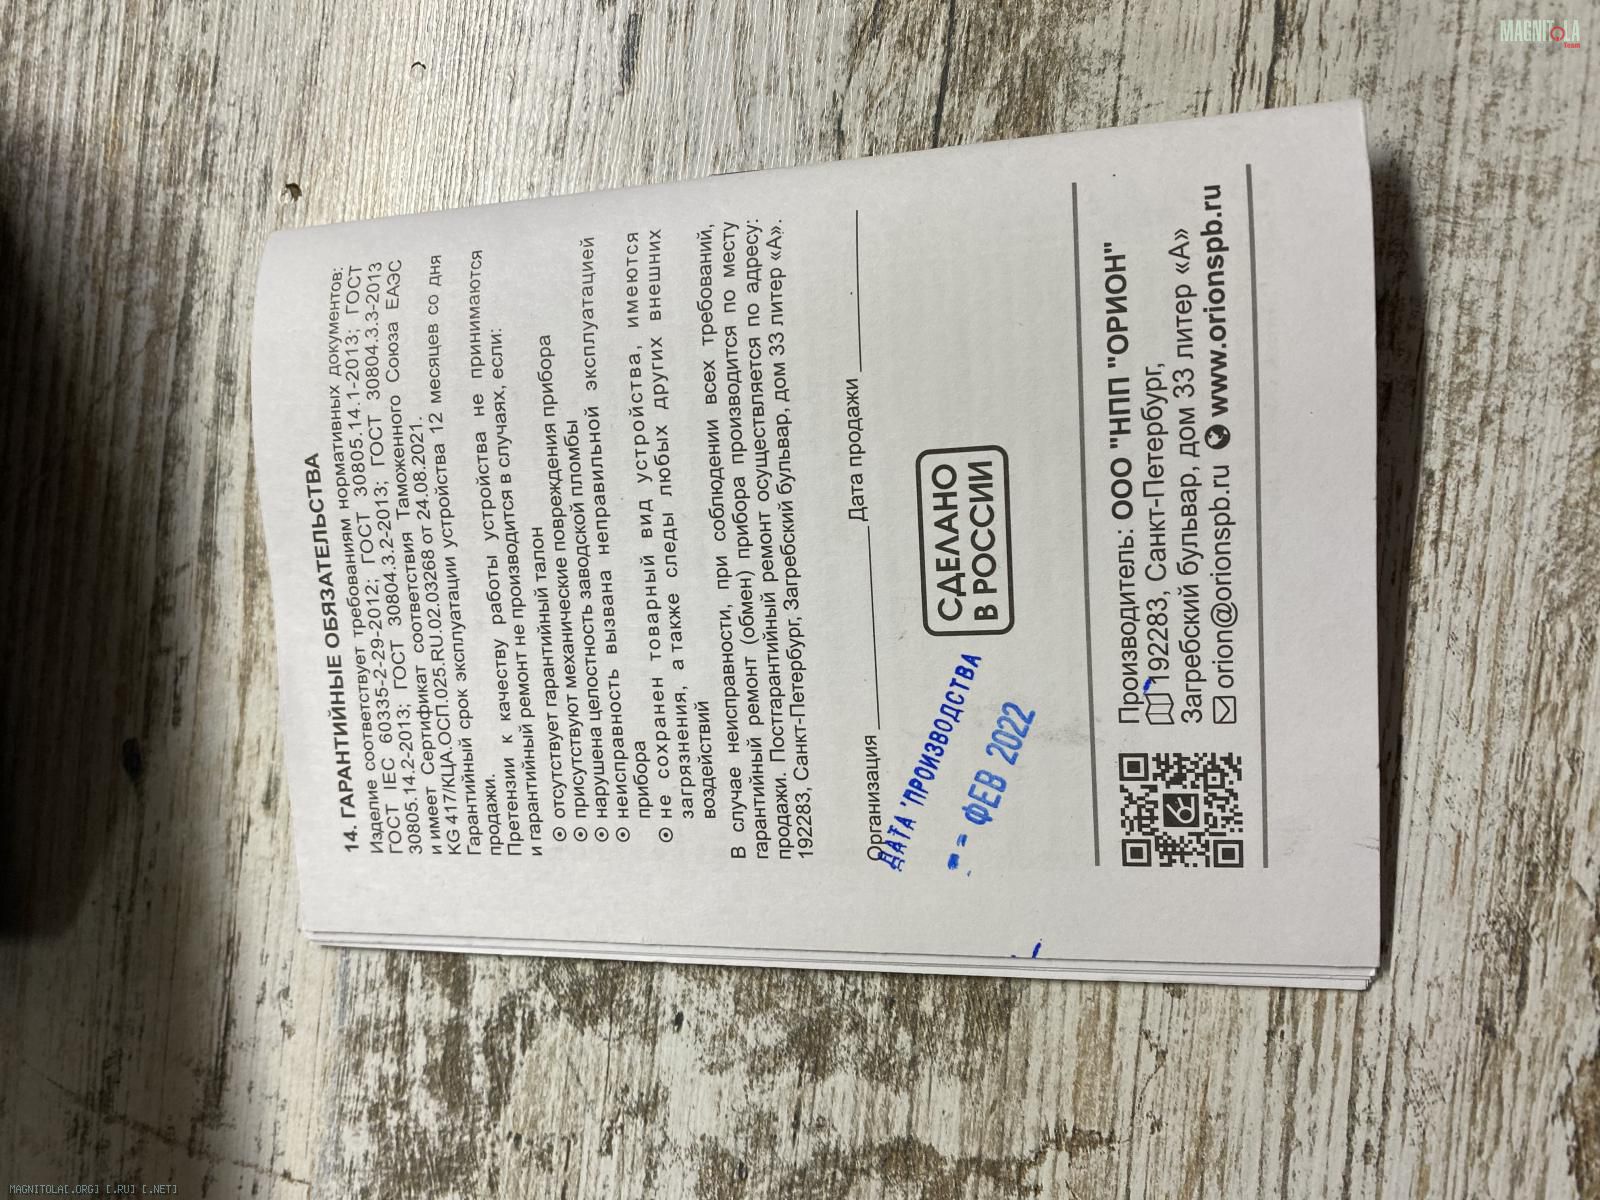 14. ГАРАНТИЙНЫЕ ОБЯЗАТЕЛЬСТВА
Изделие соответствует требованиям нормативных документов:
ГОСТ IEC 60335-2-29-2012; ГОСТ 30805.14.1-2013; ГОСТ
30805.14.2-2013; ГОСТ 30804.3.2-2013; ГОСТ 30804.3.3-2013
и имеет Сертификат соответствия Таможенного Союза ЕАЭС
KG 417/КЦА.ОСП.025.RU.02.03268 от 24.08.2021.
Гарантийный срок эксплуатации устройства 12 месяцев со дня
продажи.
Претензии к качеству работы устройства не принимаются
и гарантийный ремонт не производится в случаях, если:
⊙ отсутствует гарантийный талон
⊙ присутствуют механические повреждения прибора
⊙ нарушена целостность заводской пломбы
⊙ неисправность вызвана неправильной эксплуатацией
прибора
⊙ не сохранен товарный вид устройства, имеются
загрязнения, а также следы любых других внешних
воздействий
В случае неисправности, при соблюдении всех требований,
гарантийный ремонт (обмен) прибора производится по месту
продажи. Постгарантийный ремонт осуществляется по адресу:
192283, Санкт-Петербург, Загребский бульвар, дом 33 литер «А».
Организация ____________ Дата продажи ____________
ДАТА ПРОИЗВОДСТВА
-- ФЕВ 2022
СДЕЛАНО
В РОССИИ
Производитель: ООО "НПП "ОРИОН"
192283, Санкт-Петербург,
Загребский бульвар, дом 33 литер «А»
orion@orionspb.ru www.orionspb.ru
MAGNITOLA
Team
MAGNITOLA[.ORG] [.RU] [.NET]